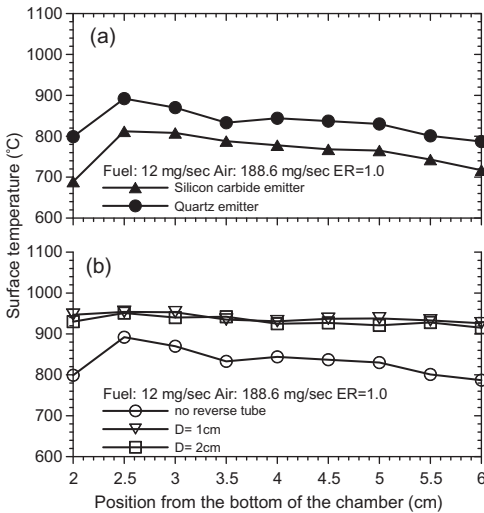 1100
(a)
1000
900
800
700
Fuel: 12 mg/sec Air: 188.6 mg/sec ER=1.0
Silicon carbide emitter
Quartz emitter
600
Surface temperature (°C)
1100
(b)
1000
900
800
700
Fuel: 12 mg/sec Air: 188.6 mg/sec ER=1.0
no reverse tube
D= 1cm
D= 2cm
600
2 2.5 3 3.5 4 4.5 5 5.5 6
Position from the bottom of the chamber (cm)